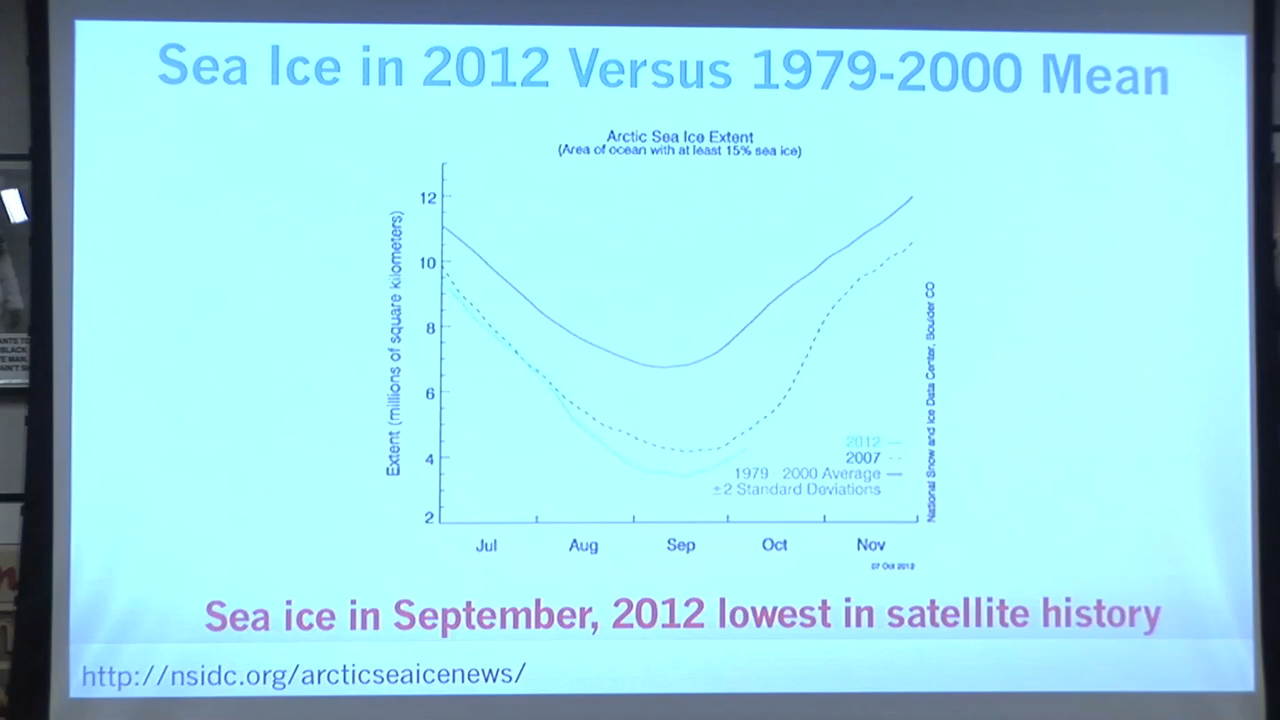 Sea Ice in 2012 Versus 1979-2000 Mean
Arctic Sea Ice Extent
(Area of ocean with at least 15% sea ice)
Extent (millions of square kilometers)
12
10
8
6
4
2
Jul
Aug
Sep
Oct
Nov
2012
2007
1979 - 2000 Average
±2 Standard Deviations
National Snow and Ice Data Center, Boulder CO
07 Oct 2012
Sea ice in September, 2012 lowest in satellite history
http://nsidc.org/arcticseaicenews/